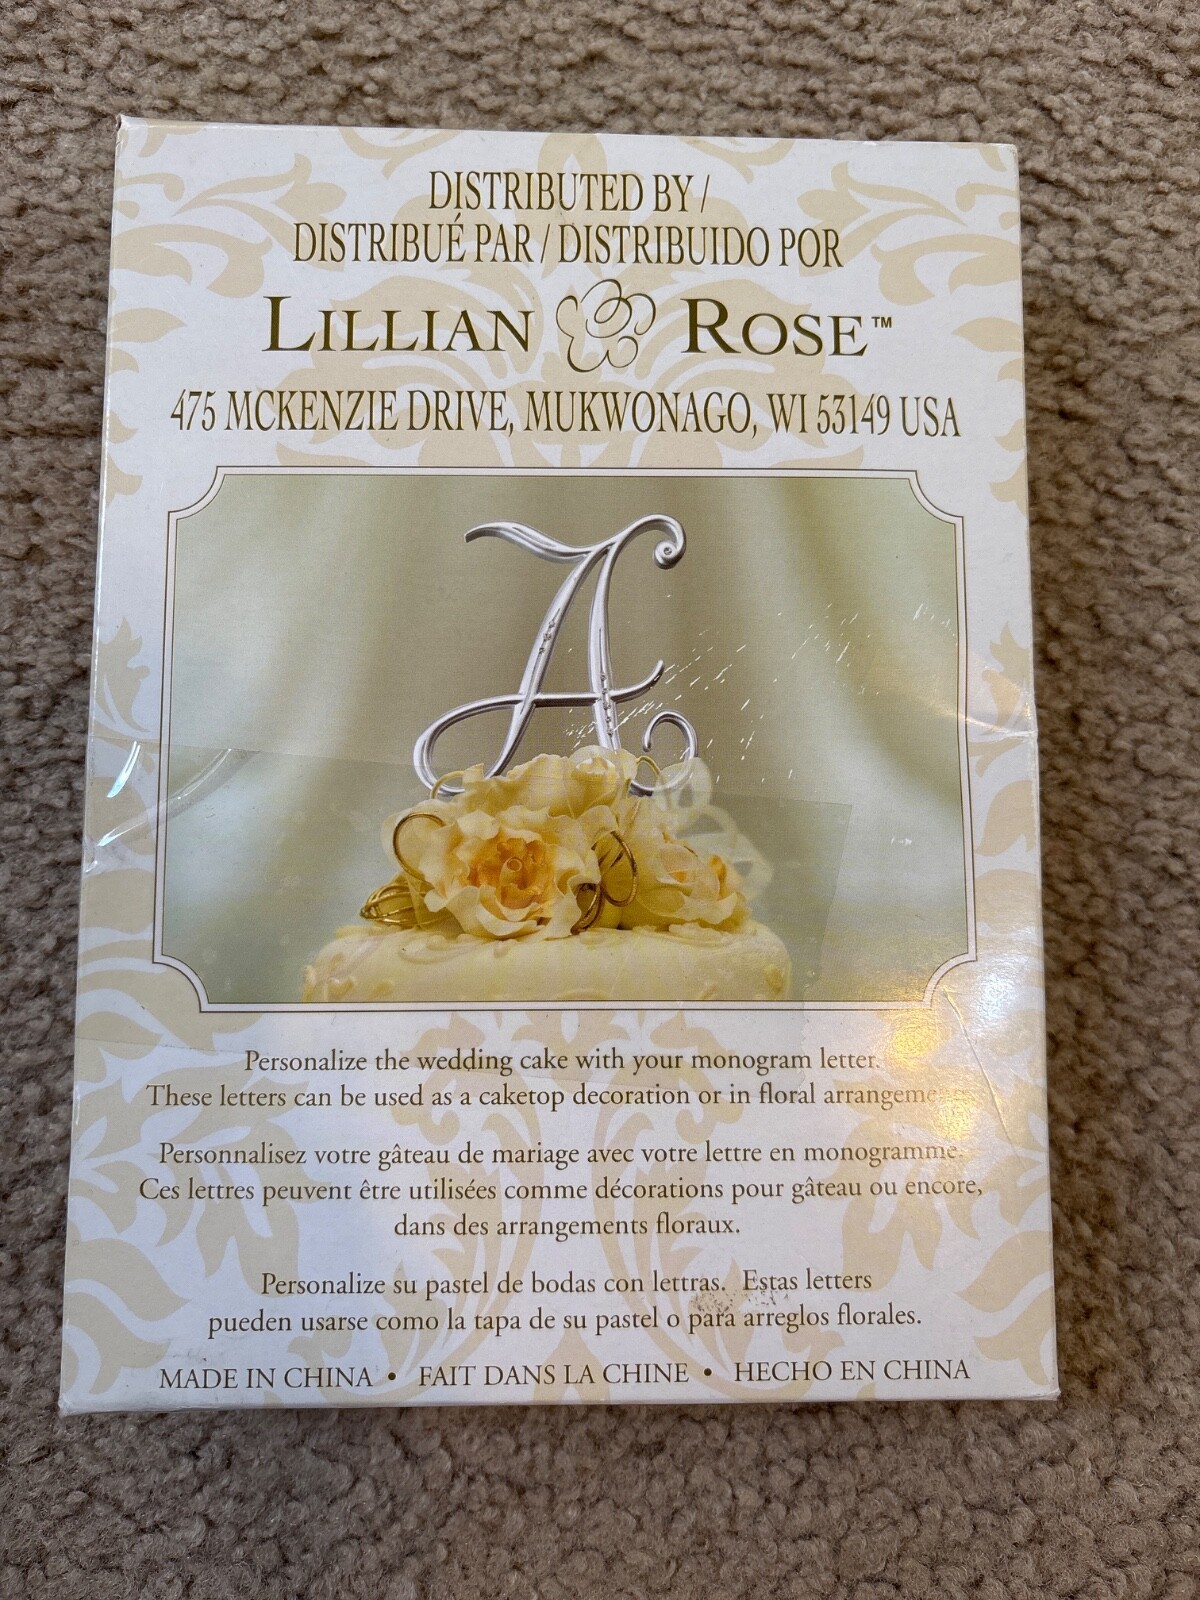 DISTRIBUTED BY /
DISTRIBUÉ PAR / DISTRIBUIDO POR
LILLIAN ROSE™
475 MCKENZIE DRIVE, MUKWONAGO, WI 53149 USA
A
Personalize the wedding cake with your monogram letter.
These letters can be used as a caketop decoration or in floral
Personnalisez votre gâteau de mariage avec votre lettre en monogramme.
Ces lettres peuvent être utilisées comme décorations pour gâteau ou encore,
dans des arrangements floraux.
Personalize su pastel de bodas con lettras. Estas letters
pueden usarse como la tapa de su pastel o para arreglos florales.
MADE IN CHINA • FAIT DANS LA CHINE • HECHO EN CHINA